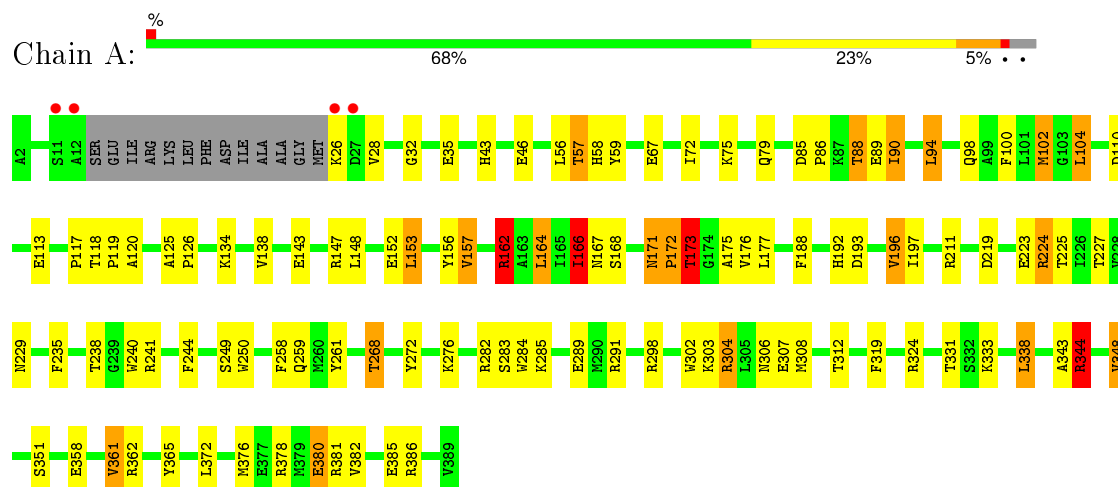 %
Chain A:
68% 23% 5% • •
A2 S11 A12 SER GLU ILE ARG LYS LEU PHE ASP ILE ALA ALA GLY MET K26 D27 V28 G32 E35 H43 E46 L56 T57 H58 Y59 E67 I72 K75 Q79 D85 P86 K87 T88 E89 I90 L94 Q98 A99 F100 L101 M102 G103 L104 D110
E113 P117 T118 P119 A120 A125 P126 K134 V138 E143 R147 L148 E152 L153 Y156 V157 R162 A163 L164 I165 I166 N167 S168 N171 P172 T173 G174 A175 V176 L177 F188 H192 D193 V196 I197 R211 D219 E223 R224 T225 I226 T227 V228
N229 F235 T238 G239 W240 R241 F244 S249 W250 F258 Q259 M260 Y261 T268 Y272 K276 R282 S283 W284 K285 E289 M290 R291 R298 W302 K303 R304 L305 N306 E307 M308 T312 F319 R324 T331 S332 K333 L338 A343 R344 V348
S351 E358 V361 R362 Y365 L372 M376 E377 R378 M379 E380 R381 V382 E385 R386 V389